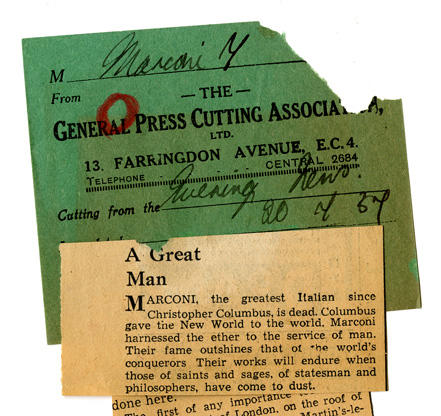 M Marconi Y
From
— THE —
GENERAL PRESS CUTTING ASSOCIATION,
LTD.
13, FARRINGDON AVENUE, E.C.4.
TELEPHONE CENTRAL 2684
Cutting from the Evening News.
20 7 37
A Great
Man
MARCONI, the greatest Italian since
Christopher Columbus, is dead. Columbus
gave the New World to the world. Marconi
harnessed the ether to the service of man.
Their fame outshines that of the world's
conquerors Their works will endure when
those of saints and sages, of statesman and
philosophers, have come to dust.
done here.
The first of any importance
of London, on the roof of
Martin's-le-